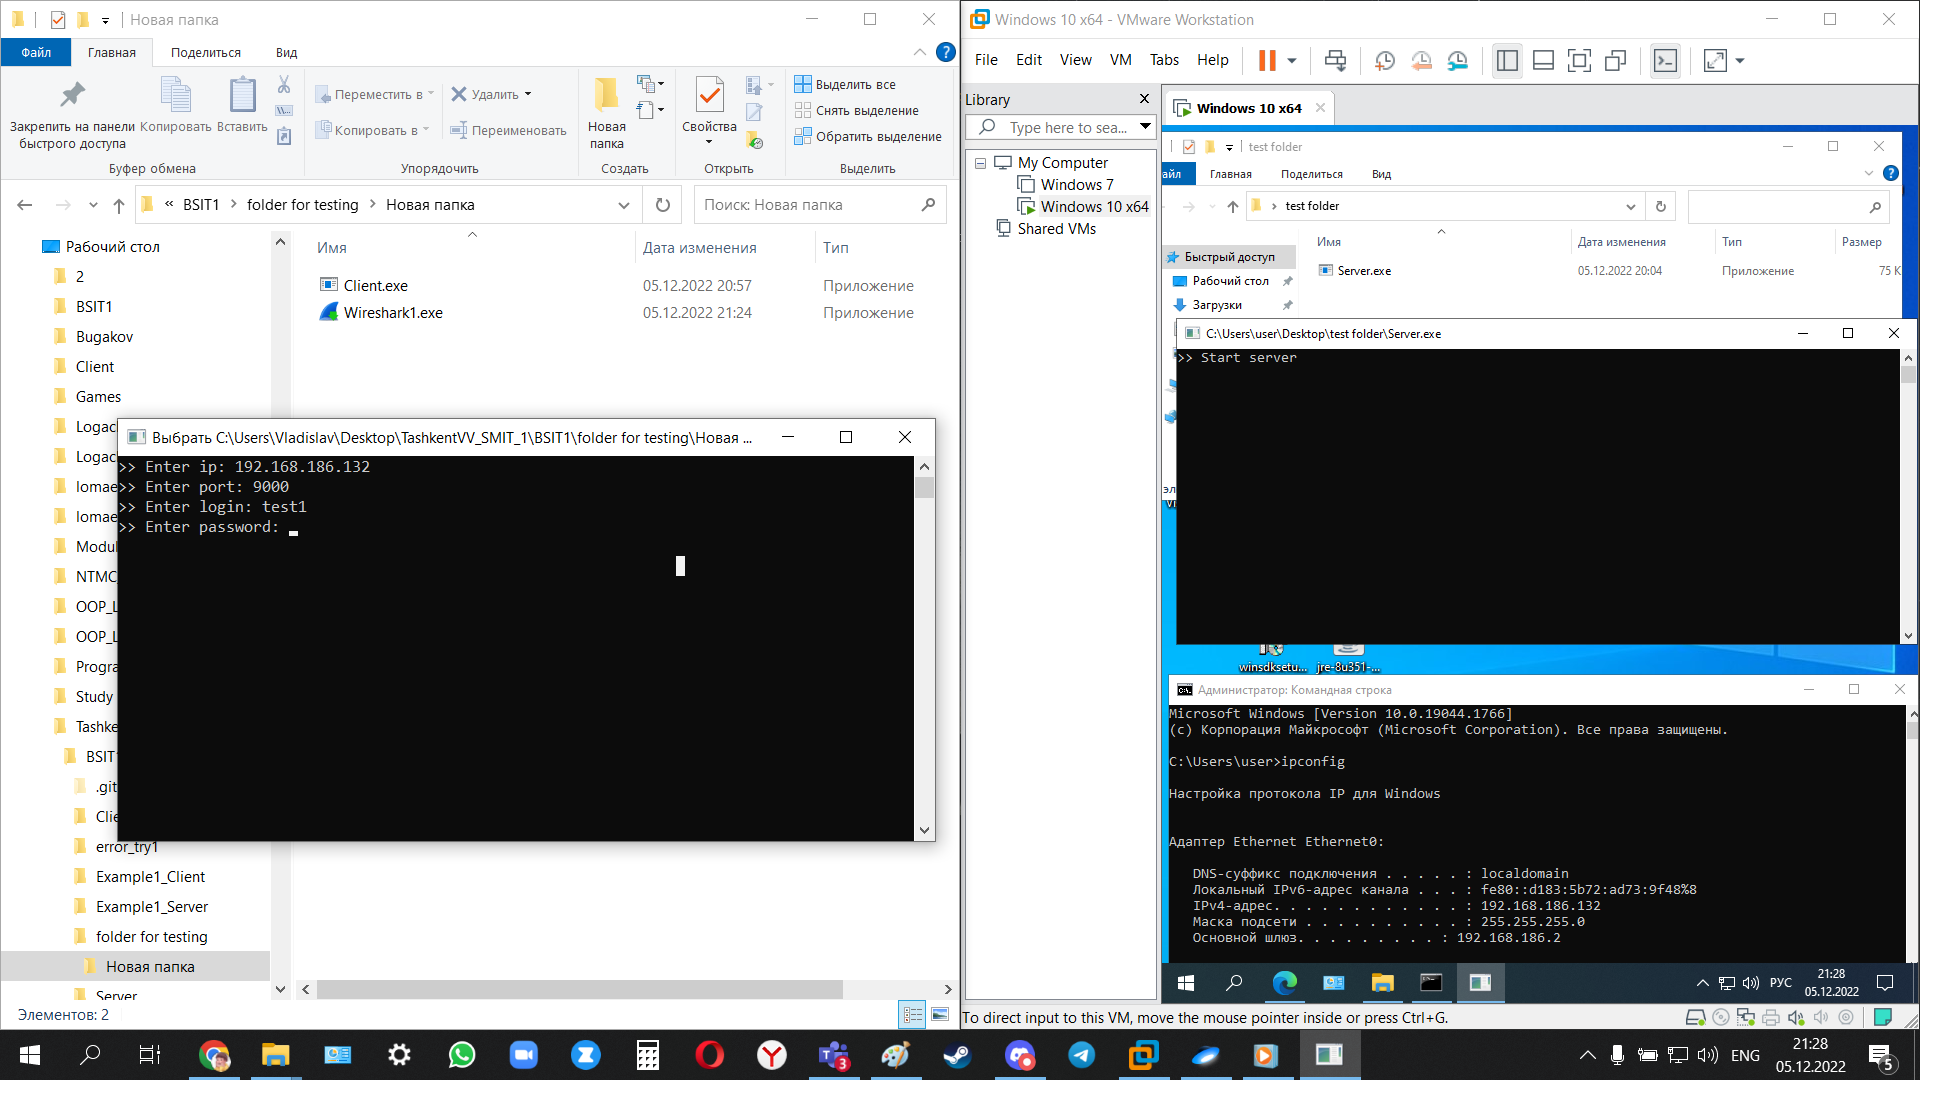 Новая папка
Файл
Главная
Поделиться
Вид
Закрепить на панели быстрого доступа
Копировать
Вставить
Переместить в
Копировать в
Удалить
Переименовать
Новая папка
Свойства
Выделить все
Снять выделение
Обратить выделение
Буфер обмена
Упорядочить
Создать
Открыть
Выделить
« BSIT1 > folder for testing > Новая папка
Поиск: Новая папка
Имя
Дата изменения
Тип
Client.exe
05.12.2022 20:57
Приложение
Wireshark1.exe
05.12.2022 21:24
Приложение
Рабочий стол
2
BSIT1
Bugakov
Client
Games
Logac
Logac
lomae
lomae
Modul
NTMC
OOP_L
OOP_L
Progra
Study
Tashke
BSIT
.git
Clie
error_try1
Example1_Client
Example1_Server
folder for testing
Новая папка
Server
Элементов: 2
Выбрать C:\Users\Vladislav\Desktop\TashkentVV_SMIT_1\BSIT1\folder for testing\Новая ...
>> Enter ip: 192.168.186.132
>> Enter port: 9000
>> Enter login: test1
>> Enter password:
Windows 10 x64 - VMware Workstation
File Edit View VM Tabs Help
Library
Type here to sea...
My Computer
Windows 7
Windows 10 x64
Shared VMs
Windows 10 x64
test folder
айл
Главная
Поделиться
Вид
> test folder
Имя
Дата изменения
Тип
Размер
Быстрый доступ
Рабочий стол
Загрузки
Server.exe
05.12.2022 20:04
Приложение
75 К
C:\Users\user\Desktop\test folder\Server.exe
>> Start server
winsdksetu...
jre-8u351-...
Администратор: Командная строка
Microsoft Windows [Version 10.0.19044.1766]
(c) Корпорация Майкрософт (Microsoft Corporation). Все права защищены.
C:\Users\user>ipconfig
Настройка протокола IP для Windows
Адаптер Ethernet Ethernet0:
DNS-суффикс подключения . . . . . : localdomain
Локальный IPv6-адрес канала . . . : fe80::d183:5b72:ad73:9f48%8
IPv4-адрес. . . . . . . . . . . . : 192.168.186.132
Маска подсети . . . . . . . . . . : 255.255.255.0
Основной шлюз. . . . . . . . . : 192.168.186.2
РУС
21:28
05.12.2022
To direct input to this VM, move the mouse pointer inside or press Ctrl+G.
3
ENG
21:28
05.12.2022
5